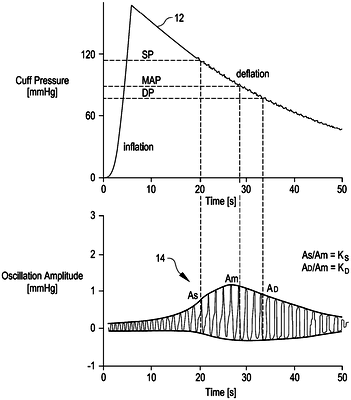 12
120
SP
Cuff Pressure
[mmHg]
MAP
deflation
DP
60
inflation
0
0 10 20 30 40 50
Time [s]
3
2
14
As Am AD
As/Am = KS
AD/Am = KD
Oscillation Amplitude
[mmHg]
1
0
-1
0 10 20 30 40 50
Time [s]